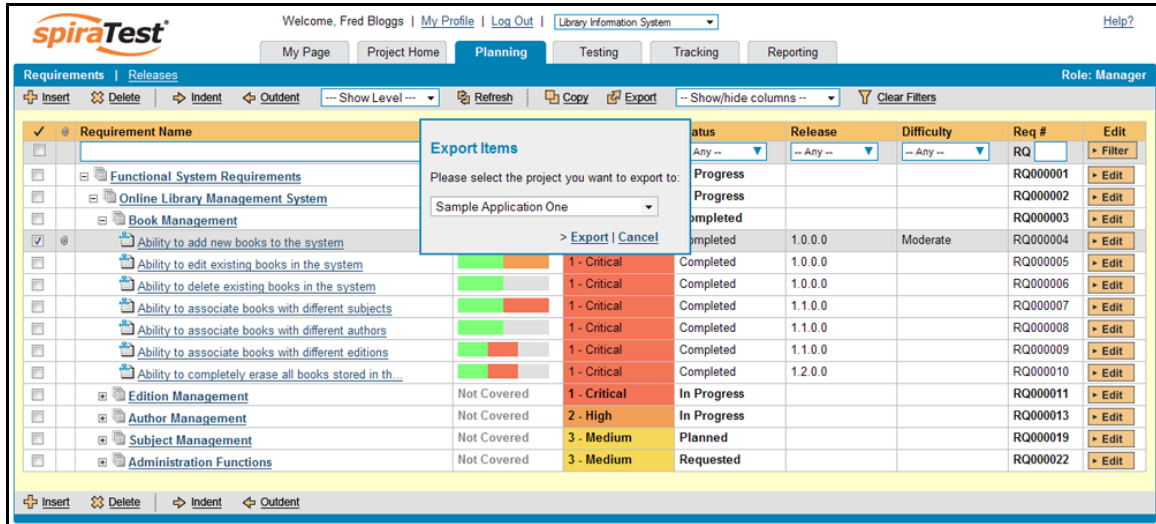 spiraTest®
Welcome, Fred Bloggs | My Profile | Log Out | Library Information System
Help?
My Page Project Home Planning Testing Tracking Reporting
Requirements | Releases Role: Manager
Insert Delete Indent Outdent --- Show Level --- Refresh Copy Export -- Show/hide columns -- Clear Filters
Requirement Name atus Release Difficulty Req # Edit
Any -- -- Any -- -- Any -- RQ Filter
Export Items
Please select the project you want to export to:
Sample Application One
> Export | Cancel
Functional System Requirements Progress RQ000001 Edit
Online Library Management System Progress RQ000002 Edit
Book Management ompleted RQ000003 Edit
Ability to add new books to the system ompleted 1.0.0.0 Moderate RQ000004 Edit
Ability to edit existing books in the system 1 - Critical Completed 1.0.0.0 RQ000005 Edit
Ability to delete existing books in the system 1 - Critical Completed 1.0.0.0 RQ000006 Edit
Ability to associate books with different subjects 1 - Critical Completed 1.1.0.0 RQ000007 Edit
Ability to associate books with different authors 1 - Critical Completed 1.1.0.0 RQ000008 Edit
Ability to associate books with different editions 1 - Critical Completed 1.1.0.0 RQ000009 Edit
Ability to completely erase all books stored in th... 1 - Critical Completed 1.2.0.0 RQ000010 Edit
Edition Management Not Covered 1 - Critical In Progress RQ000011 Edit
Author Management Not Covered 2 - High In Progress RQ000013 Edit
Subject Management Not Covered 3 - Medium Planned RQ000019 Edit
Administration Functions Not Covered 3 - Medium Requested RQ000022 Edit
Insert Delete Indent Outdent